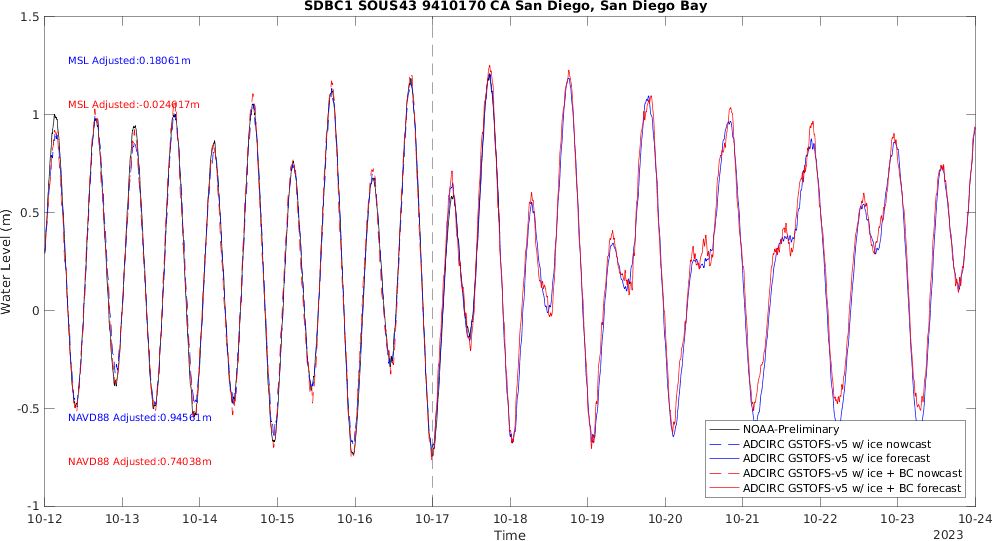 SDBC1 SOUS43 9410170 CA San Diego, San Diego Bay
1.5
MSL Adjusted:0.18061m
1
MSL Adjusted:-0.024617m
0.5
Water Level (m)
0
-0.5
NAVD88 Adjusted:0.94561m
NAVD88 Adjusted:0.74038m
NOAA-Preliminary
ADCIRC GSTOFS-v5 w/ ice nowcast
ADCIRC GSTOFS-v5 w/ ice forecast
ADCIRC GSTOFS-v5 w/ ice + BC nowcast
ADCIRC GSTOFS-v5 w/ ice + BC forecast
-1
10-12 10-13 10-14 10-15 10-16 10-17 10-18 10-19 10-20 10-21 10-22 10-23 10-24
Time
2023